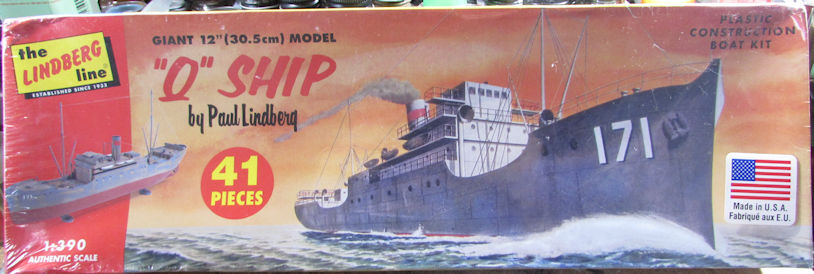 the
LINDBERG
line
ESTABLISHED SINCE 1933
GIANT 12" (30.5cm) MODEL
"Q" SHIP
by Paul Lindberg
41
PIECES
1:390
AUTHENTIC SCALE
171
PLASTIC
CONSTRUCTION
BOAT KIT
Made in U.S.A.
Fabriqué aux E.U.